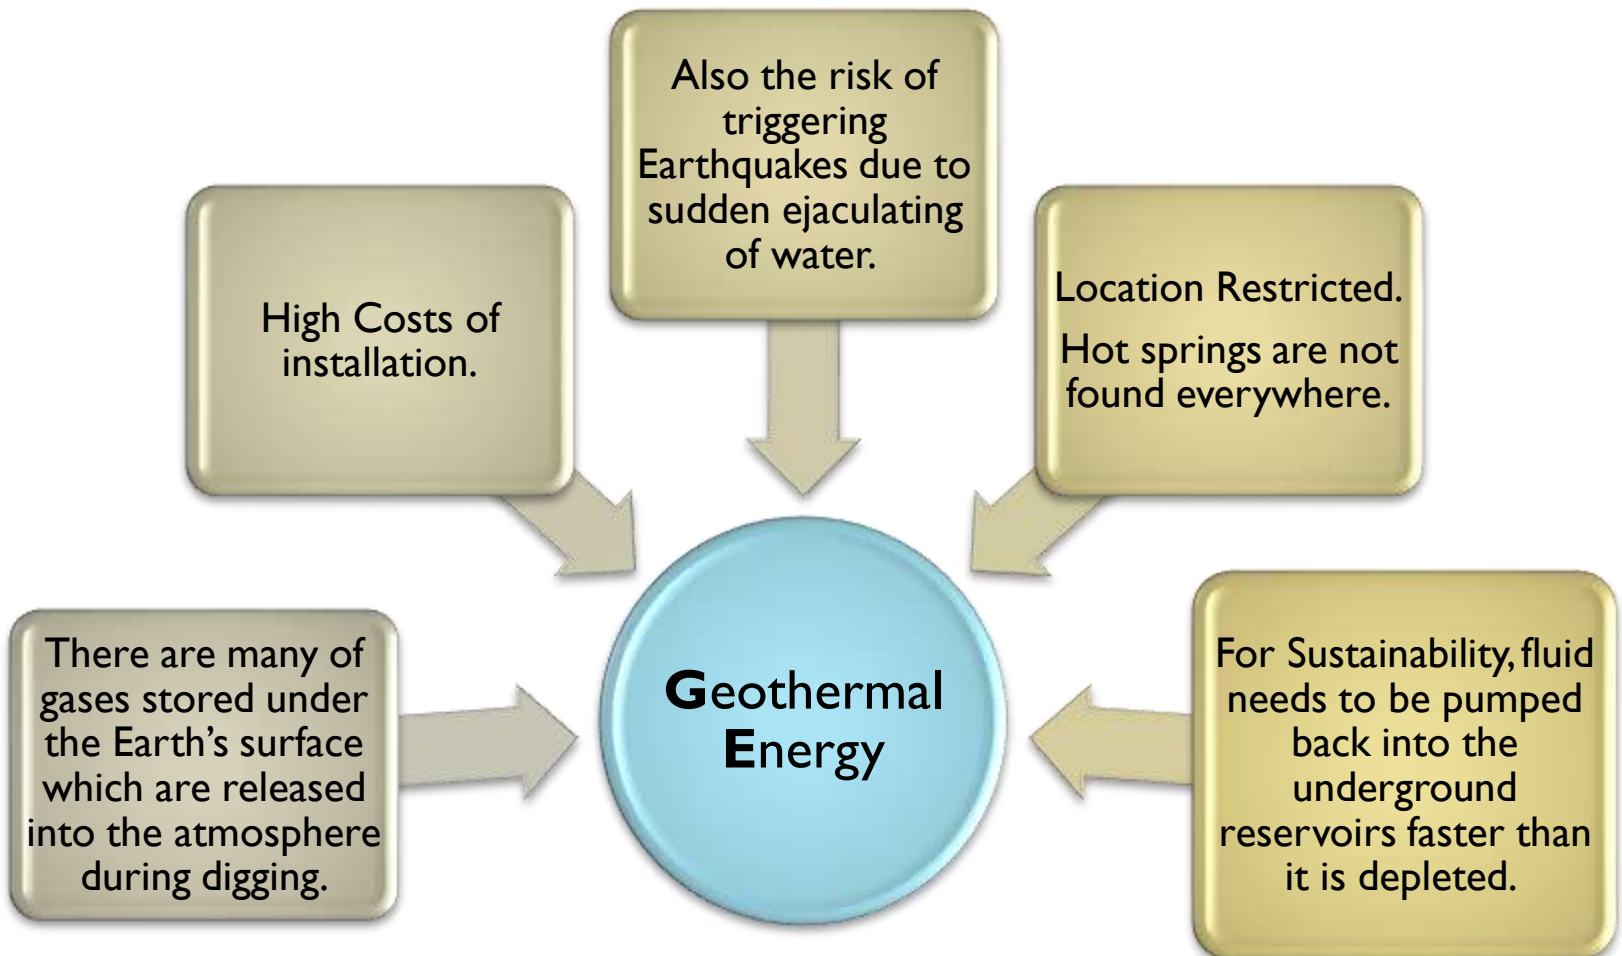 Also the risk of
triggering
Earthquakes due to
sudden ejaculating
of water.
High Costs of
installation.
Location Restricted.
Hot springs are not
found everywhere.
There are many of
gases stored under
the Earth’s surface
which are released
into the atmosphere
during digging.
Geothermal
Energy
For Sustainability, fluid
needs to be pumped
back into the
underground
reservoirs faster than
it is depleted.